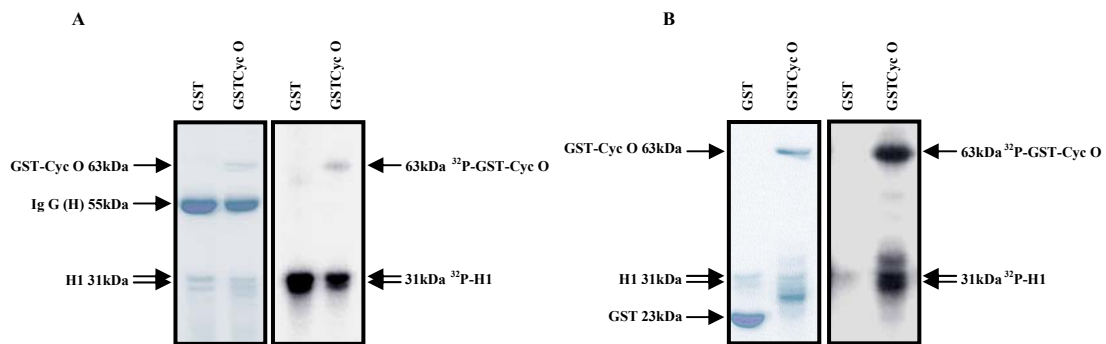 A
GST
GSTCyc O
GST
GSTCyc O
GST-Cyc O 63kDa
63kDa ³²P-GST-Cyc O
Ig G (H) 55kDa
H1 31kDa
31kDa ³²P-H1
B
GST
GSTCyc O
GST
GSTCyc O
GST-Cyc O 63kDa
63kDa ³²P-GST-Cyc O
H1 31kDa
31kDa ³²P-H1
GST 23kDa